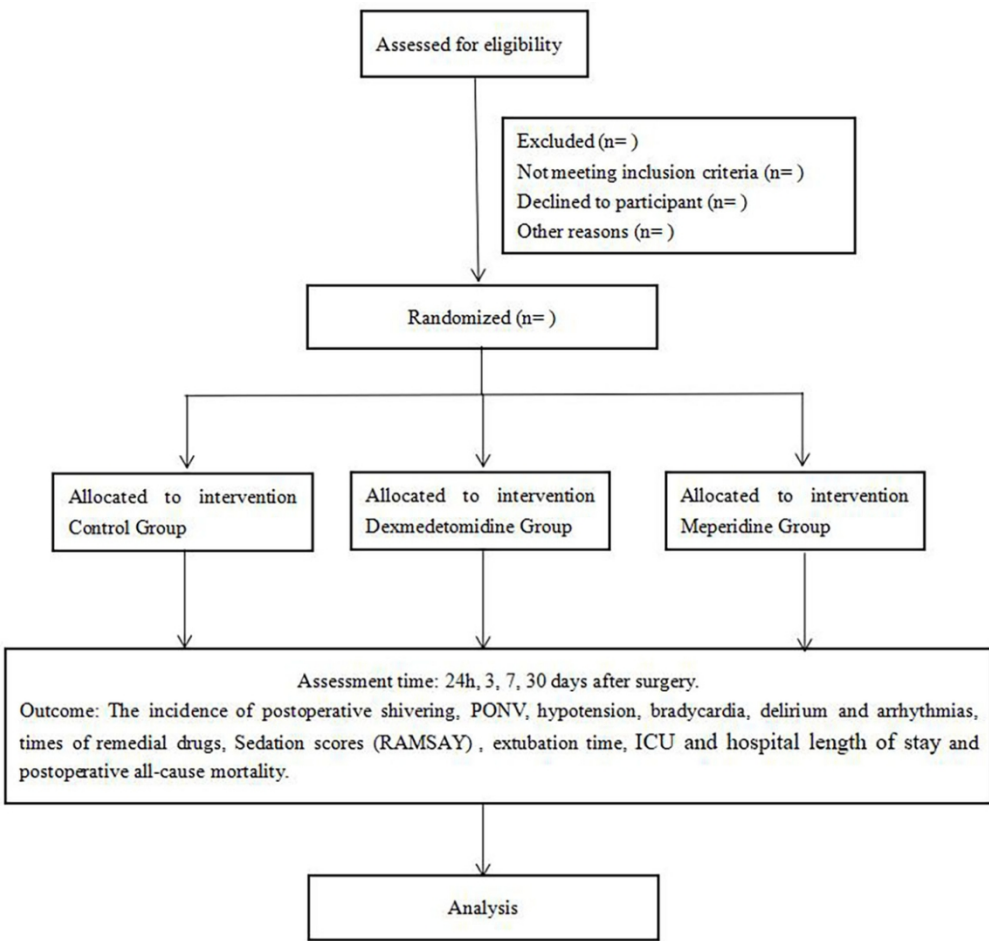 Assessed for eligibility
Excluded (n= )
Not meeting inclusion criteria (n= )
Declined to participant (n= )
Other reasons (n= )
Randomized (n= )
Allocated to intervention
Control Group
Allocated to intervention
Dexmedetomidine Group
Allocated to intervention
Meperidine Group
Assessment time: 24h, 3, 7, 30 days after surgery.
Outcome: The incidence of postoperative shivering, PONV, hypotension, bradycardia, delirium and arrhythmias,
times of remedial drugs, Sedation scores (RAMSAY) , extubation time, ICU and hospital length of stay and
postoperative all-cause mortality.
Analysis